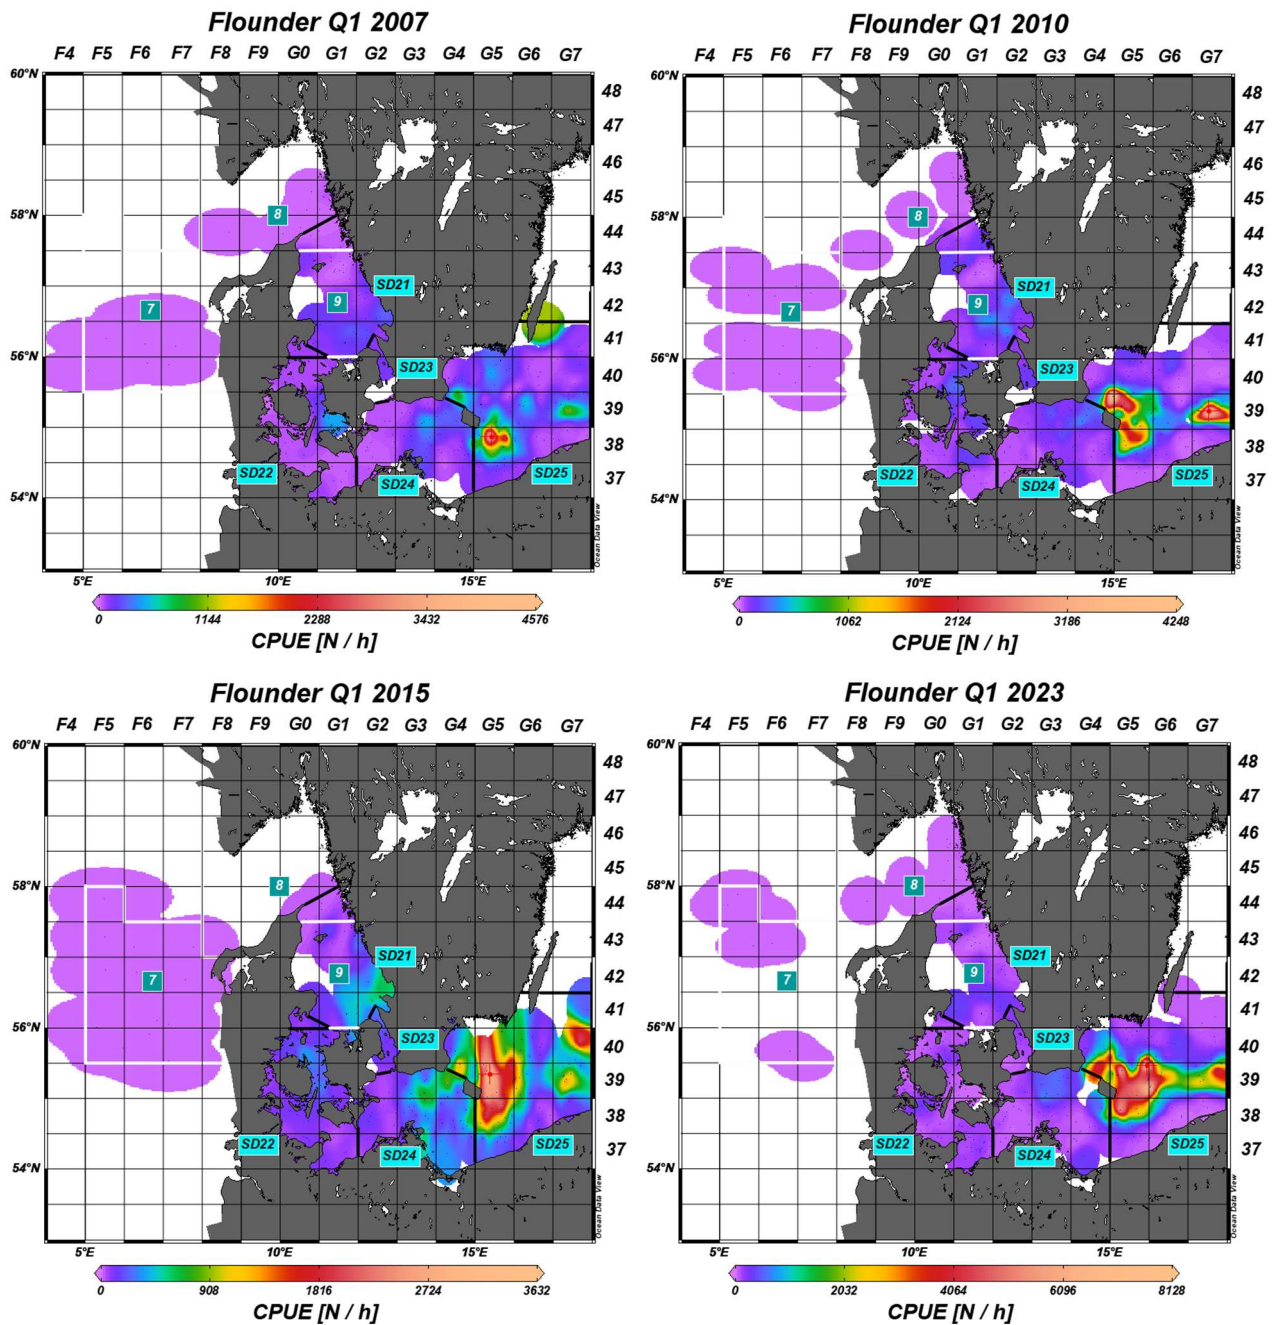 Flounder Q1 2007
F4 F5 F6 F7 F8 F9 G0 G1 G2 G3 G4 G5 G6 G7
60°N
58°N
56°N
54°N
48
47
46
45
44
43
42
41
40
39
38
37
8
7
9
SD21
SD23
SD22
SD24
SD25
Ocean Data View
5°E 10°E 15°E
0 1144 2288 3432 4576
CPUE [N / h]
Flounder Q1 2010
F4 F5 F6 F7 F8 F9 G0 G1 G2 G3 G4 G5 G6 G7
60°N
58°N
56°N
54°N
48
47
46
45
44
43
42
41
40
39
38
37
8
7
9
SD21
SD23
SD22
SD24
SD25
Ocean Data View
5°E 10°E 15°E
0 1062 2124 3186 4248
CPUE [N / h]
Flounder Q1 2015
F4 F5 F6 F7 F8 F9 G0 G1 G2 G3 G4 G5 G6 G7
60°N
58°N
56°N
54°N
48
47
46
45
44
43
42
41
40
39
38
37
8
7
9
SD21
SD23
SD22
SD24
SD25
Ocean Data View
5°E 10°E 15°E
0 908 1816 2724 3632
CPUE [N / h]
Flounder Q1 2023
F4 F5 F6 F7 F8 F9 G0 G1 G2 G3 G4 G5 G6 G7
60°N
58°N
56°N
54°N
48
47
46
45
44
43
42
41
40
39
38
37
8
7
9
SD21
SD23
SD22
SD24
SD25
Ocean Data View
5°E 10°E 15°E
0 2032 4064 6096 8128
CPUE [N / h]